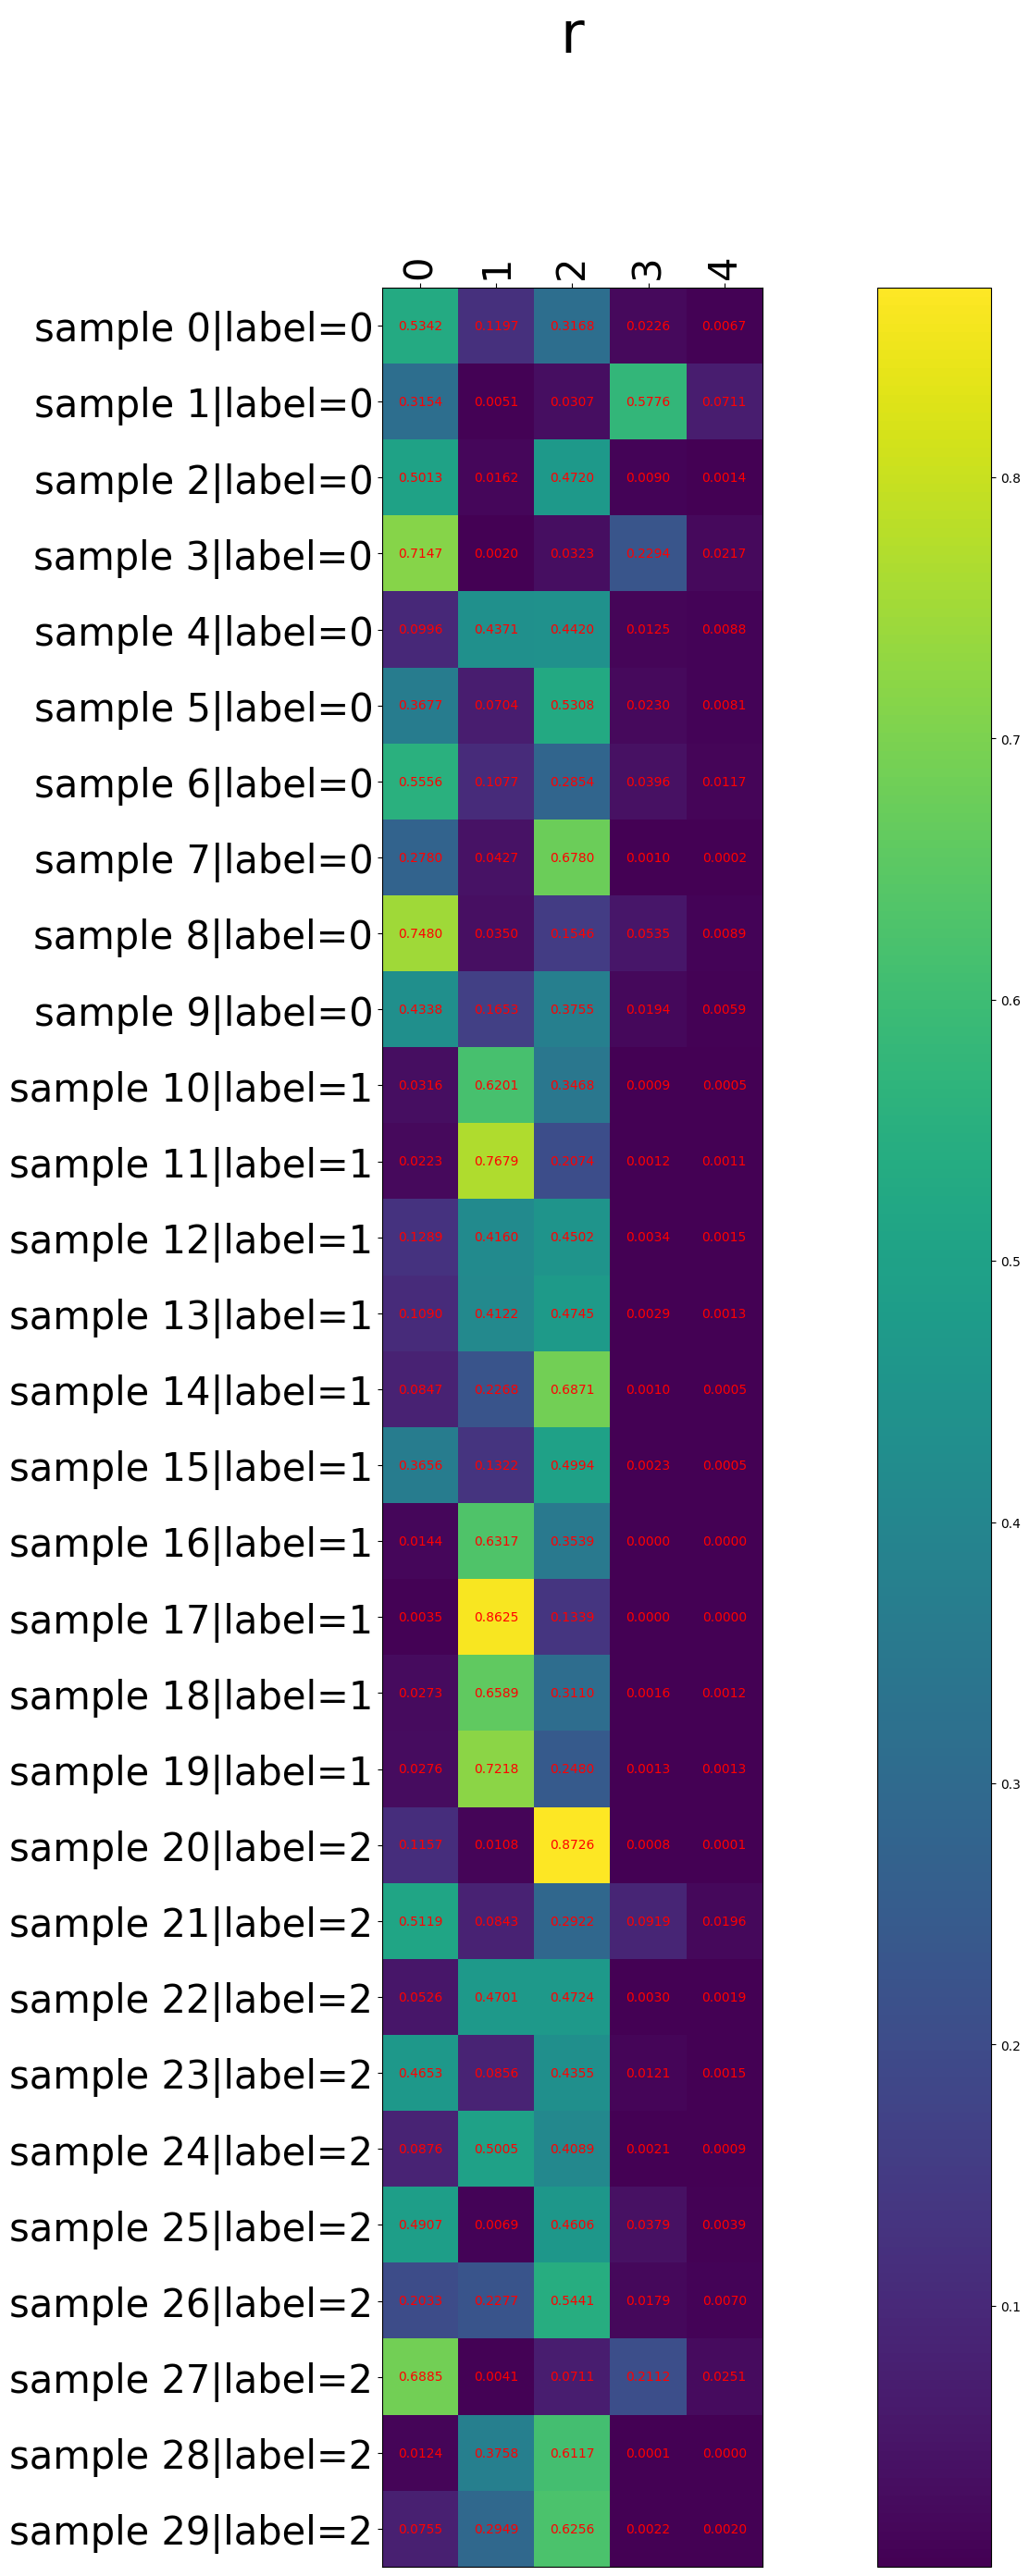 r
0 1 2 3 4
sample 0|label=0 0.5342 0.1197 0.3168 0.0226 0.0067
sample 1|label=0 0.3154 0.0051 0.0307 0.5776 0.0711
sample 2|label=0 0.5013 0.0162 0.4720 0.0090 0.0014
sample 3|label=0 0.7147 0.0020 0.0323 0.2294 0.0217
sample 4|label=0 0.0996 0.4371 0.4420 0.0125 0.0088
sample 5|label=0 0.3677 0.0704 0.5308 0.0230 0.0081
sample 6|label=0 0.5556 0.1077 0.2854 0.0396 0.0117
sample 7|label=0 0.2780 0.0427 0.6780 0.0010 0.0002
sample 8|label=0 0.7480 0.0350 0.1546 0.0535 0.0089
sample 9|label=0 0.4338 0.3755 0.0194 0.0059
sample 10|label=1 0.0316 0.6201 0.3468 0.0009 0.0005
sample 11|label=1 0.0223 0.7679 0.2074 0.0012 0.0011
sample 12|label=1 0.1289 0.4160 0.4502 0.0034 0.0015
sample 13|label=1 0.1090 0.4122 0.4745 0.0029 0.0013
sample 14|label=1 0.0847 0.2268 0.6871 0.0010 0.0005
sample 15|label=1 0.3656 0.1322 0.4994 0.0023 0.0005
sample 16|label=1 0.0144 0.6317 0.3539 0.0000 0.0000
sample 17|label=1 0.0035 0.8625 0.1339 0.0000 0.0000
sample 18|label=1 0.0273 0.6589 0.3110 0.0016 0.0012
sample 19|label=1 0.0276 0.7218 0.2480 0.0013 0.0013
sample 20|label=2 0.1157 0.0108 0.8726 0.0008 0.0001
sample 21|label=2 0.5119 0.0843 0.2922 0.0919 0.0196
sample 22|label=2 0.0526 0.4701 0.4724 0.0030 0.0019
sample 23|label=2 0.4653 0.0856 0.4355 0.0121 0.0015
sample 24|label=2 0.0876 0.5005 0.4089 0.0021 0.0009
sample 25|label=2 0.4907 0.0069 0.4606 0.0379 0.0039
sample 26|label=2 0.2277 0.5441 0.0179 0.0070
sample 27|label=2 0.6885 0.0041 0.0711 0.2112 0.0251
sample 28|label=2 0.0124 0.3758 0.6117 0.0001 0.0000
sample 29|label=2 0.0755 0.2949 0.6256 0.0022 0.0020
0.8
0.7
0.6
0.5
0.4
0.3
0.2
0.1